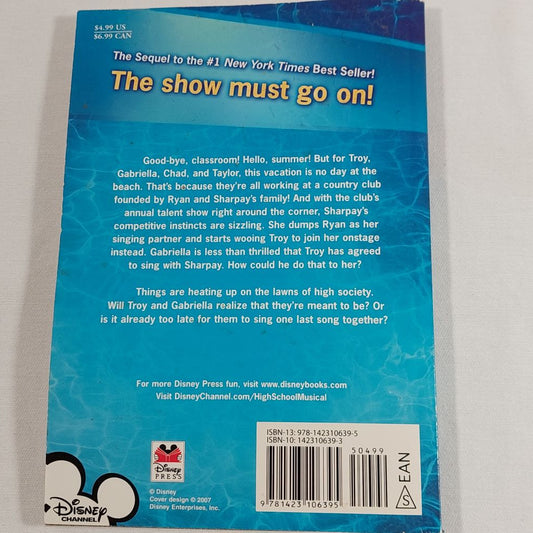 $4.99 US
$6.99 CAN
The Sequel to the #1 New York Times Best Seller!
The show must go on!
Good-bye, classroom! Hello, summer! But for Troy,
Gabriella, Chad, and Taylor, this vacation is no day at the
beach. That's because they're all working at a country club
founded by Ryan and Sharpay's family! And with the club's
annual talent show right around the corner, Sharpay's
competitive instincts are sizzling. She dumps Ryan as her
singing partner and starts wooing Troy to join her onstage
instead. Gabriella is less than thrilled that Troy has agreed
to sing with Sharpay. How could he do that to her?
Things are heating up on the lawns of high society.
Will Troy and Gabriella realize that they're meant to be? Or
is it already too late for them to sing one last song together?
For more Disney Press fun, visit www.disneybooks.com
Visit DisneyChannel.com/HighSchoolMusical
ISBN-13: 978-142310639-5
ISBN-10: 142310639-3
50499
9 781423 106395
S EAN
Disney
PRESS
© Disney
Cover design © 2007
Disney Enterprises, Inc.
Disney
CHANNEL